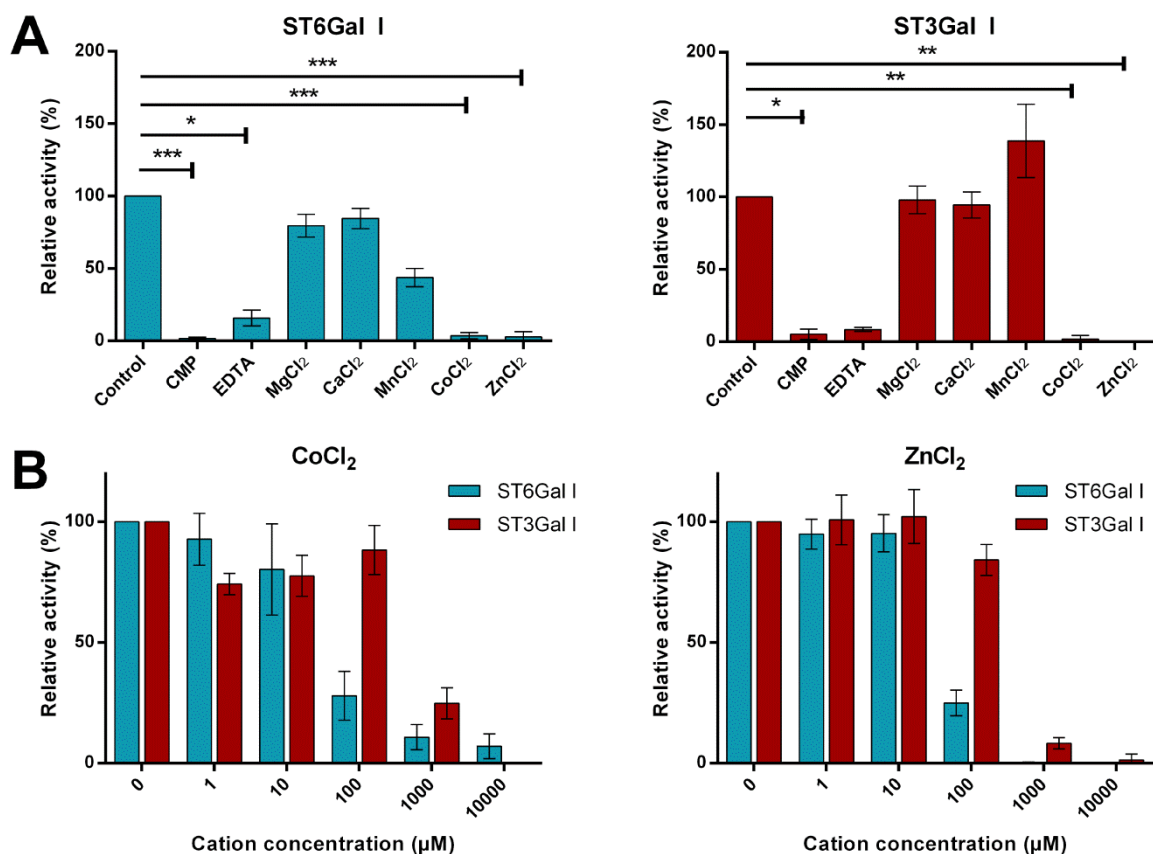 A
ST6Gal I
200
150
100
50
0
Relative activity (%)
***
***
*
***
Control
CMP
EDTA
MgCl₂
CaCl₂
MnCl₂
CoCl₂
ZnCl₂
ST3Gal I
200
150
100
50
0
Relative activity (%)
**
**
*
Control
CMP
EDTA
MgCl₂
CaCl₂
MnCl₂
CoCl₂
ZnCl₂
B
CoCl₂
ST6Gal I
ST3Gal I
100
50
0
Relative activity (%)
0
1
10
100
1000
10000
Cation concentration (µM)
ZnCl₂
ST6Gal I
ST3Gal I
100
50
0
Relative activity (%)
0
1
10
100
1000
10000
Cation concentration (µM)